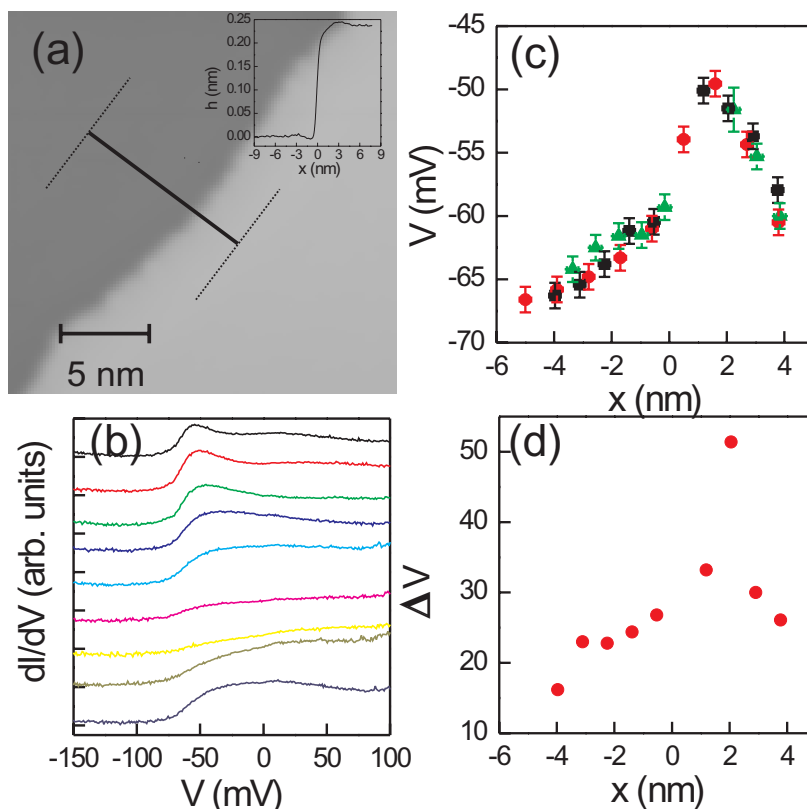 (a)
0.25
0.20
0.15
0.10
0.05
0.00
h (nm)
-9 -6 -3 0 3 6 9
x (nm)
5 nm
(b)
dI/dV (arb. units)
-150 -100 -50 0 50 100
V (mV)
(c)
-45
-50
-55
-60
-65
-70
V (mV)
-6 -4 -2 0 2 4
x (nm)
(d)
50
40
30
20
10
ΔV
-6 -4 -2 0 2 4
x (nm)